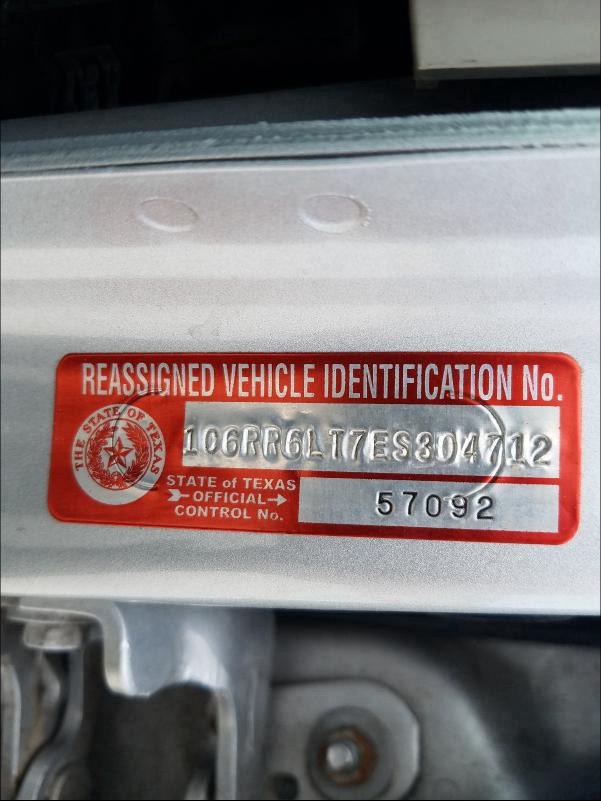 REASSIGNED VEHICLE IDENTIFICATION No.
THE STATE OF TEXAS
1C6RR6LT7ES304712
STATE of TEXAS
OFFICIAL
CONTROL No.
57092